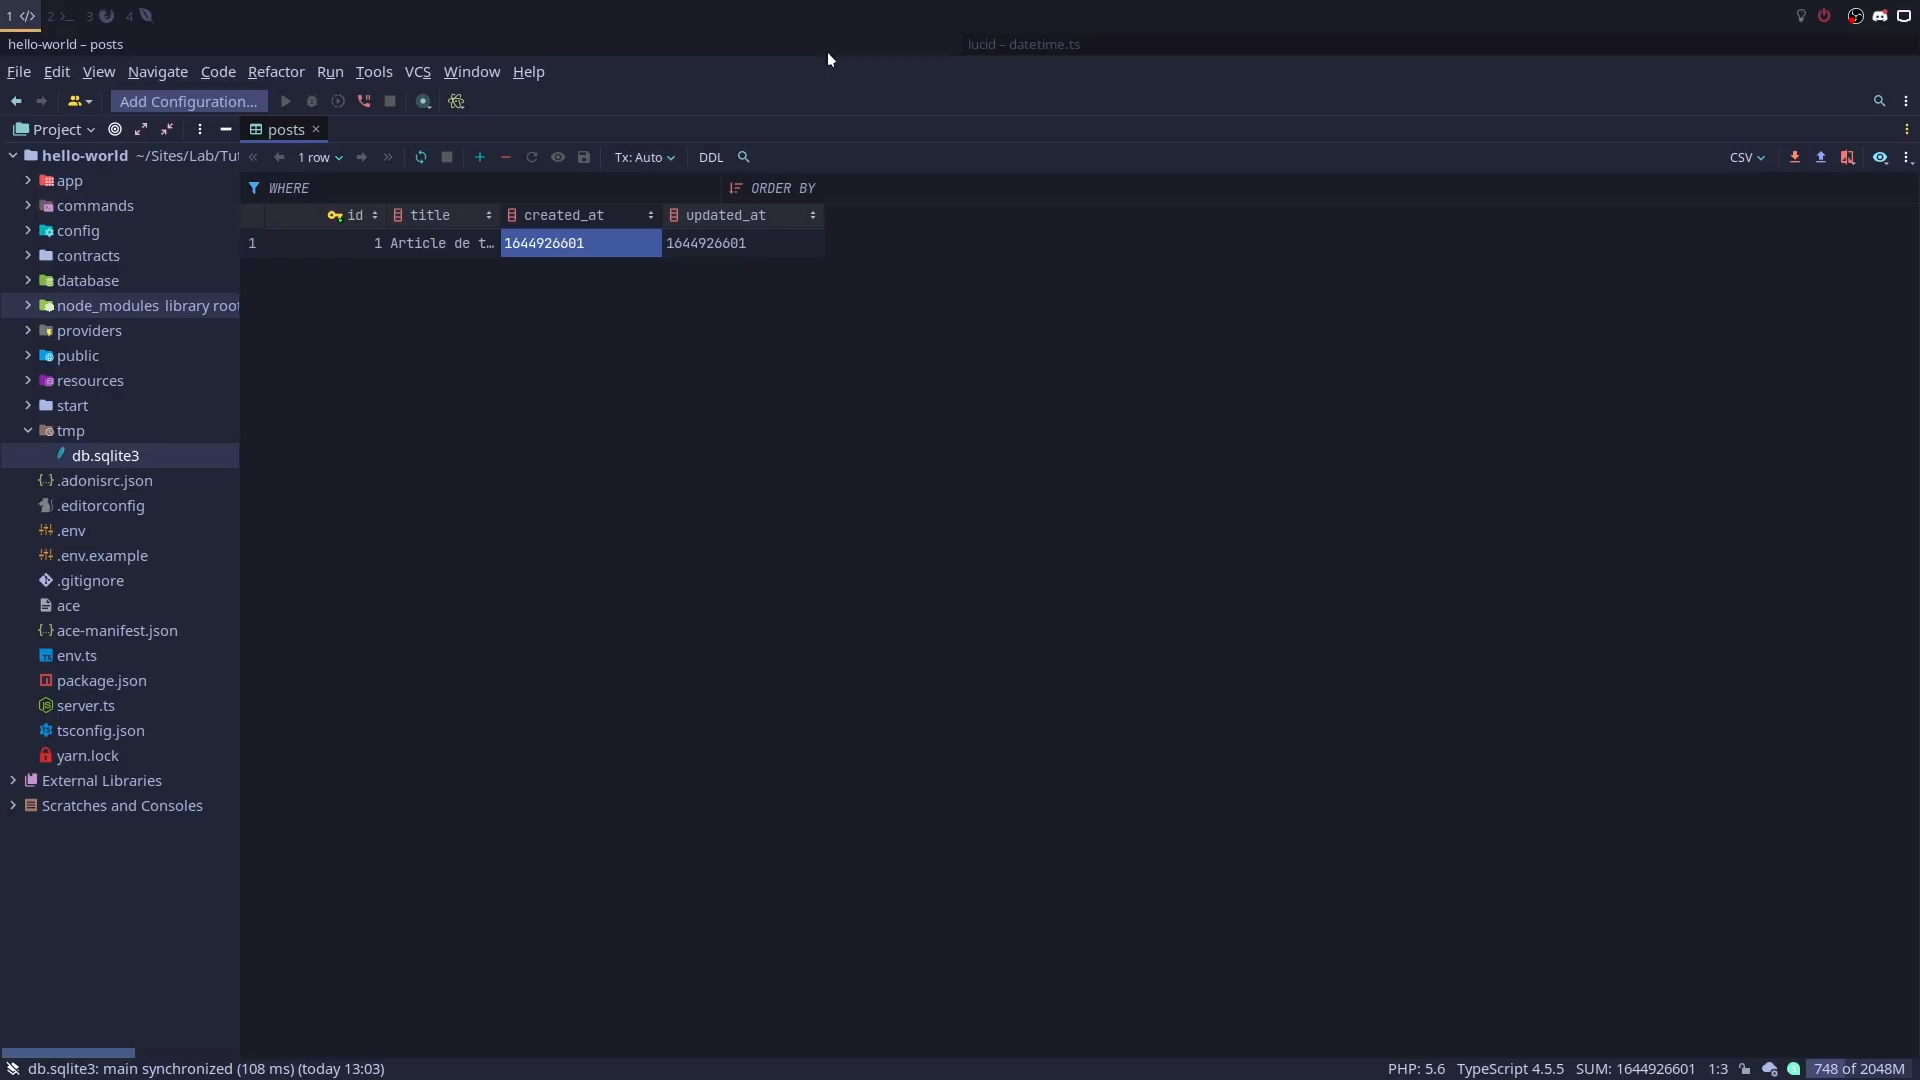 1 </> 2 >_ 3 4
hello-world – posts
lucid – datetime.ts
File Edit View Navigate Code Refactor Run Tools VCS Window Help
Add Configuration...
Project
posts
hello-world ~/Sites/Lab/Tu
1 row
Tx: Auto
DDL
CSV
WHERE
ORDER BY
id title created_at updated_at
1 1 Article de t… 1644926601 1644926601
app
commands
config
contracts
database
node_modules library root
providers
public
resources
start
tmp
db.sqlite3
.adonisrc.json
.editorconfig
.env
.env.example
.gitignore
ace
ace-manifest.json
env.ts
package.json
server.ts
tsconfig.json
yarn.lock
External Libraries
Scratches and Consoles
db.sqlite3: main synchronized (108 ms) (today 13:03)
PHP: 5.6 TypeScript 4.5.5 SUM: 1644926601 1:3 748 of 2048M